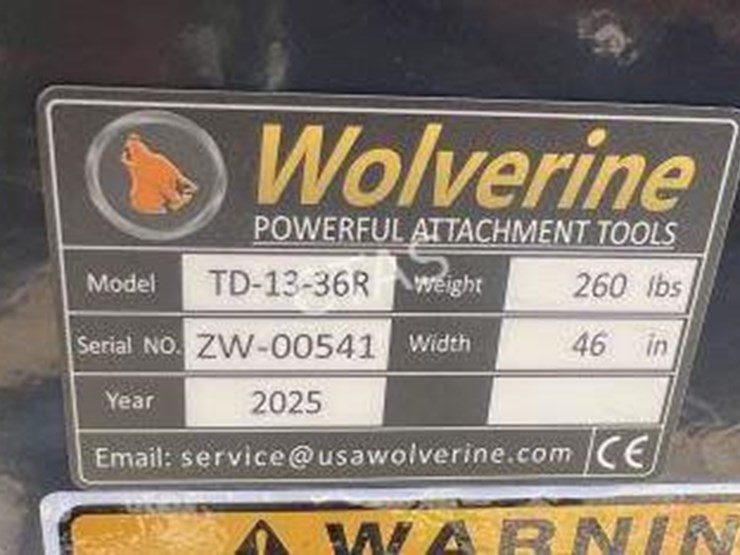 Wolverine
POWERFUL ATTACHMENT TOOLS
Model TD-13-36R Weight 260 lbs
Serial NO. ZW-00541 Width 46 in
Year 2025
Email: service@usawolverine.com CE